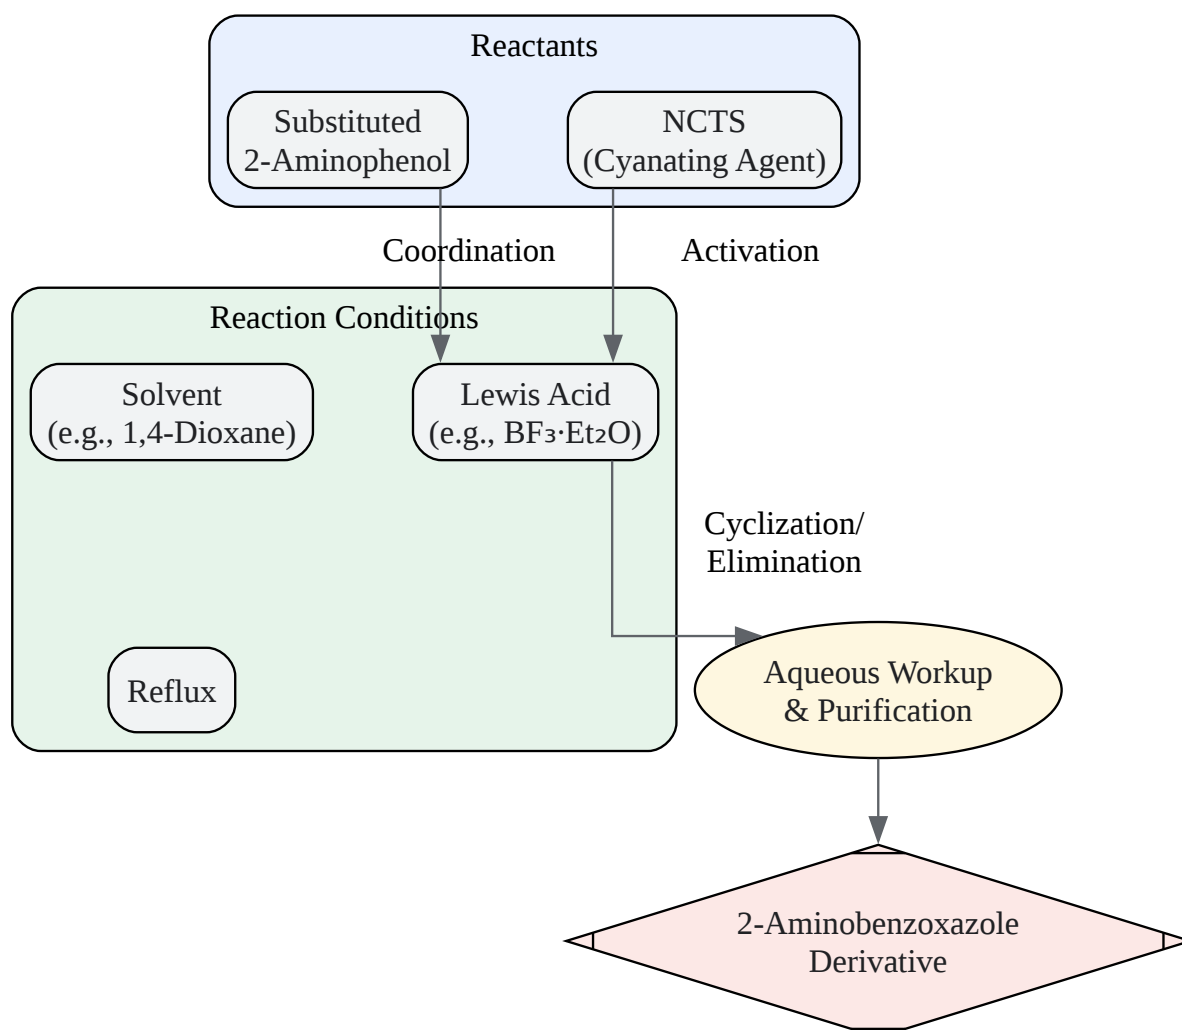 Reactants
Substituted
2-Aminophenol
NCTS
(Cyanating Agent)
Coordination
Activation
Reaction Conditions
Solvent
(e.g., 1,4-Dioxane)
Lewis Acid
(e.g., BF₃·Et₂O)
Cyclization/
Elimination
Reflux
Aqueous Workup
& Purification
2-Aminobenzoxazole
Derivative